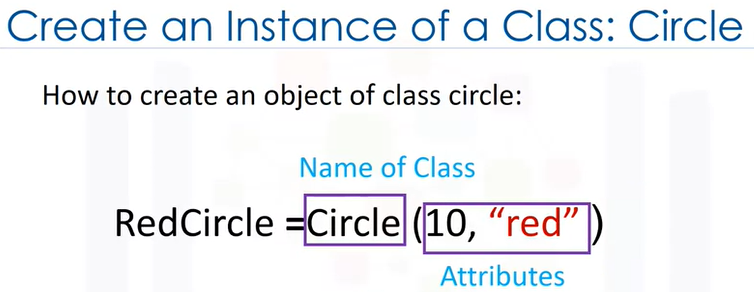 Create an Instance of a Class: Circle
How to create an object of class circle:
Name of Class
RedCircle =Circle (10, “red” )
Attributes